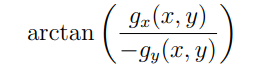 arctan ( g_x(x, y) / −g_y(x, y) )